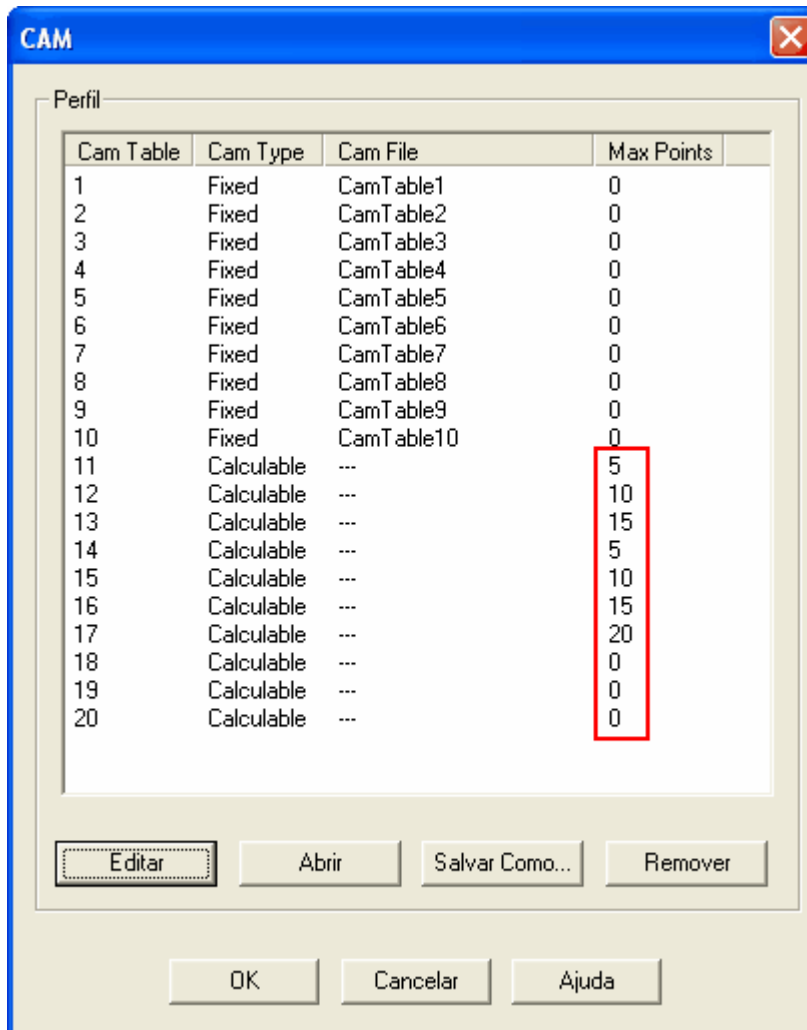 CAM
Perfil
Cam Table Cam Type Cam File Max Points
1 Fixed CamTable1 0
2 Fixed CamTable2 0
3 Fixed CamTable3 0
4 Fixed CamTable4 0
5 Fixed CamTable5 0
6 Fixed CamTable6 0
7 Fixed CamTable7 0
8 Fixed CamTable8 0
9 Fixed CamTable9 0
10 Fixed CamTable10 0
11 Calculable --- 5
12 Calculable --- 10
13 Calculable --- 15
14 Calculable --- 5
15 Calculable --- 10
16 Calculable --- 15
17 Calculable --- 20
18 Calculable --- 0
19 Calculable --- 0
20 Calculable --- 0
Editar Abrir Salvar Como... Remover
OK Cancelar Ajuda